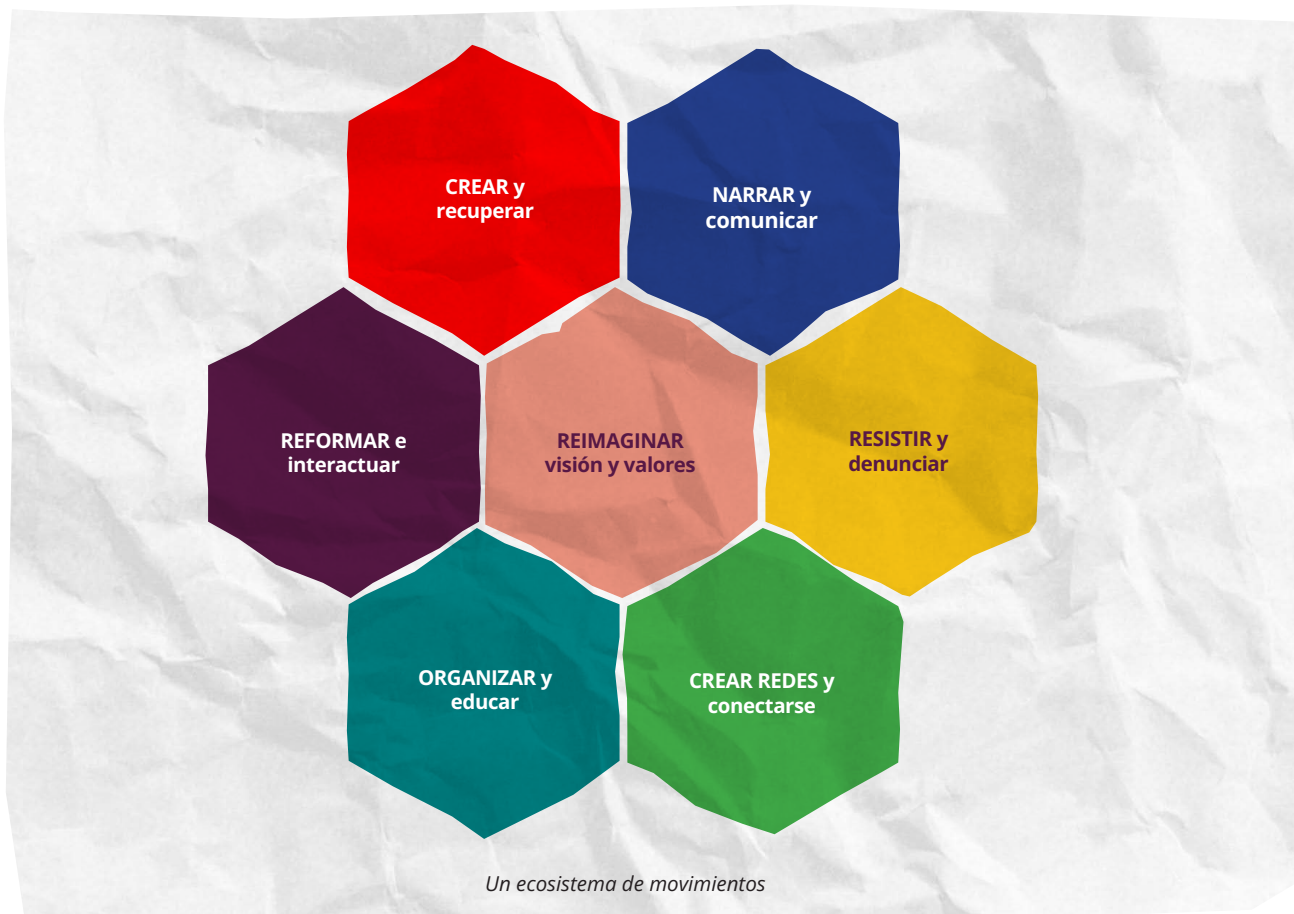 CREAR y
recuperar
NARRAR y
comunicar
REFORMAR e
interactuar
REIMAGINAR
visión y valores
RESISTIR y
denunciar
ORGANIZAR y
educar
CREAR REDES y
conectarse
Un ecosistema de movimientos